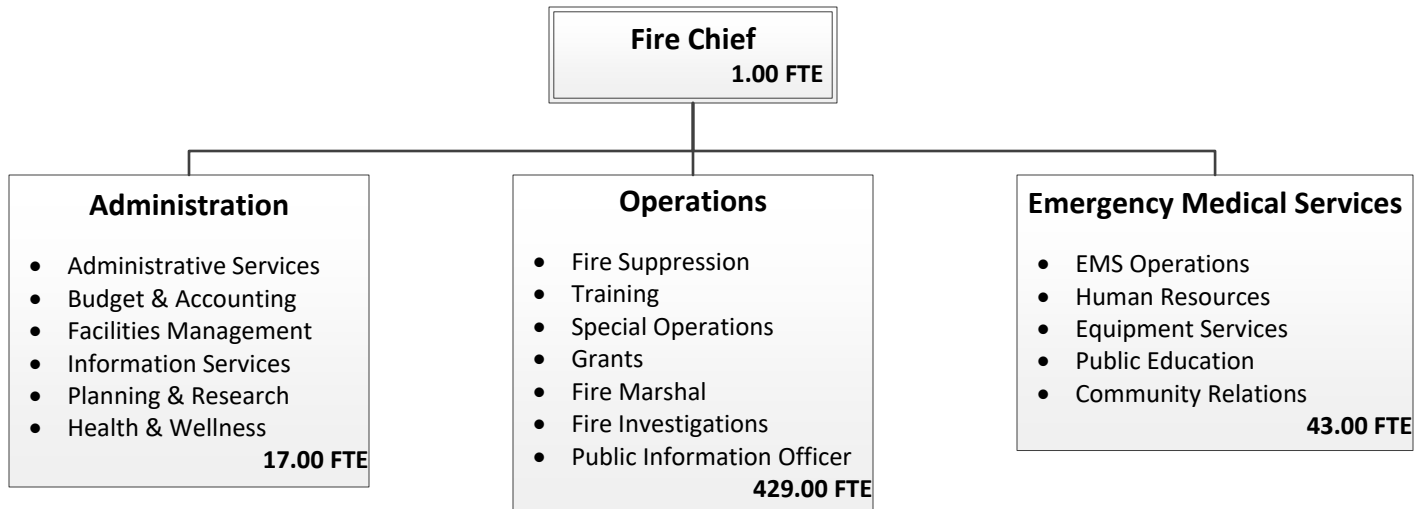 Fire Chief
1.00 FTE
Administration
• Administrative Services
• Budget & Accounting
• Facilities Management
• Information Services
• Planning & Research
• Health & Wellness
17.00 FTE
Operations
• Fire Suppression
• Training
• Special Operations
• Grants
• Fire Marshal
• Fire Investigations
• Public Information Officer
429.00 FTE
Emergency Medical Services
• EMS Operations
• Human Resources
• Equipment Services
• Public Education
• Community Relations
43.00 FTE